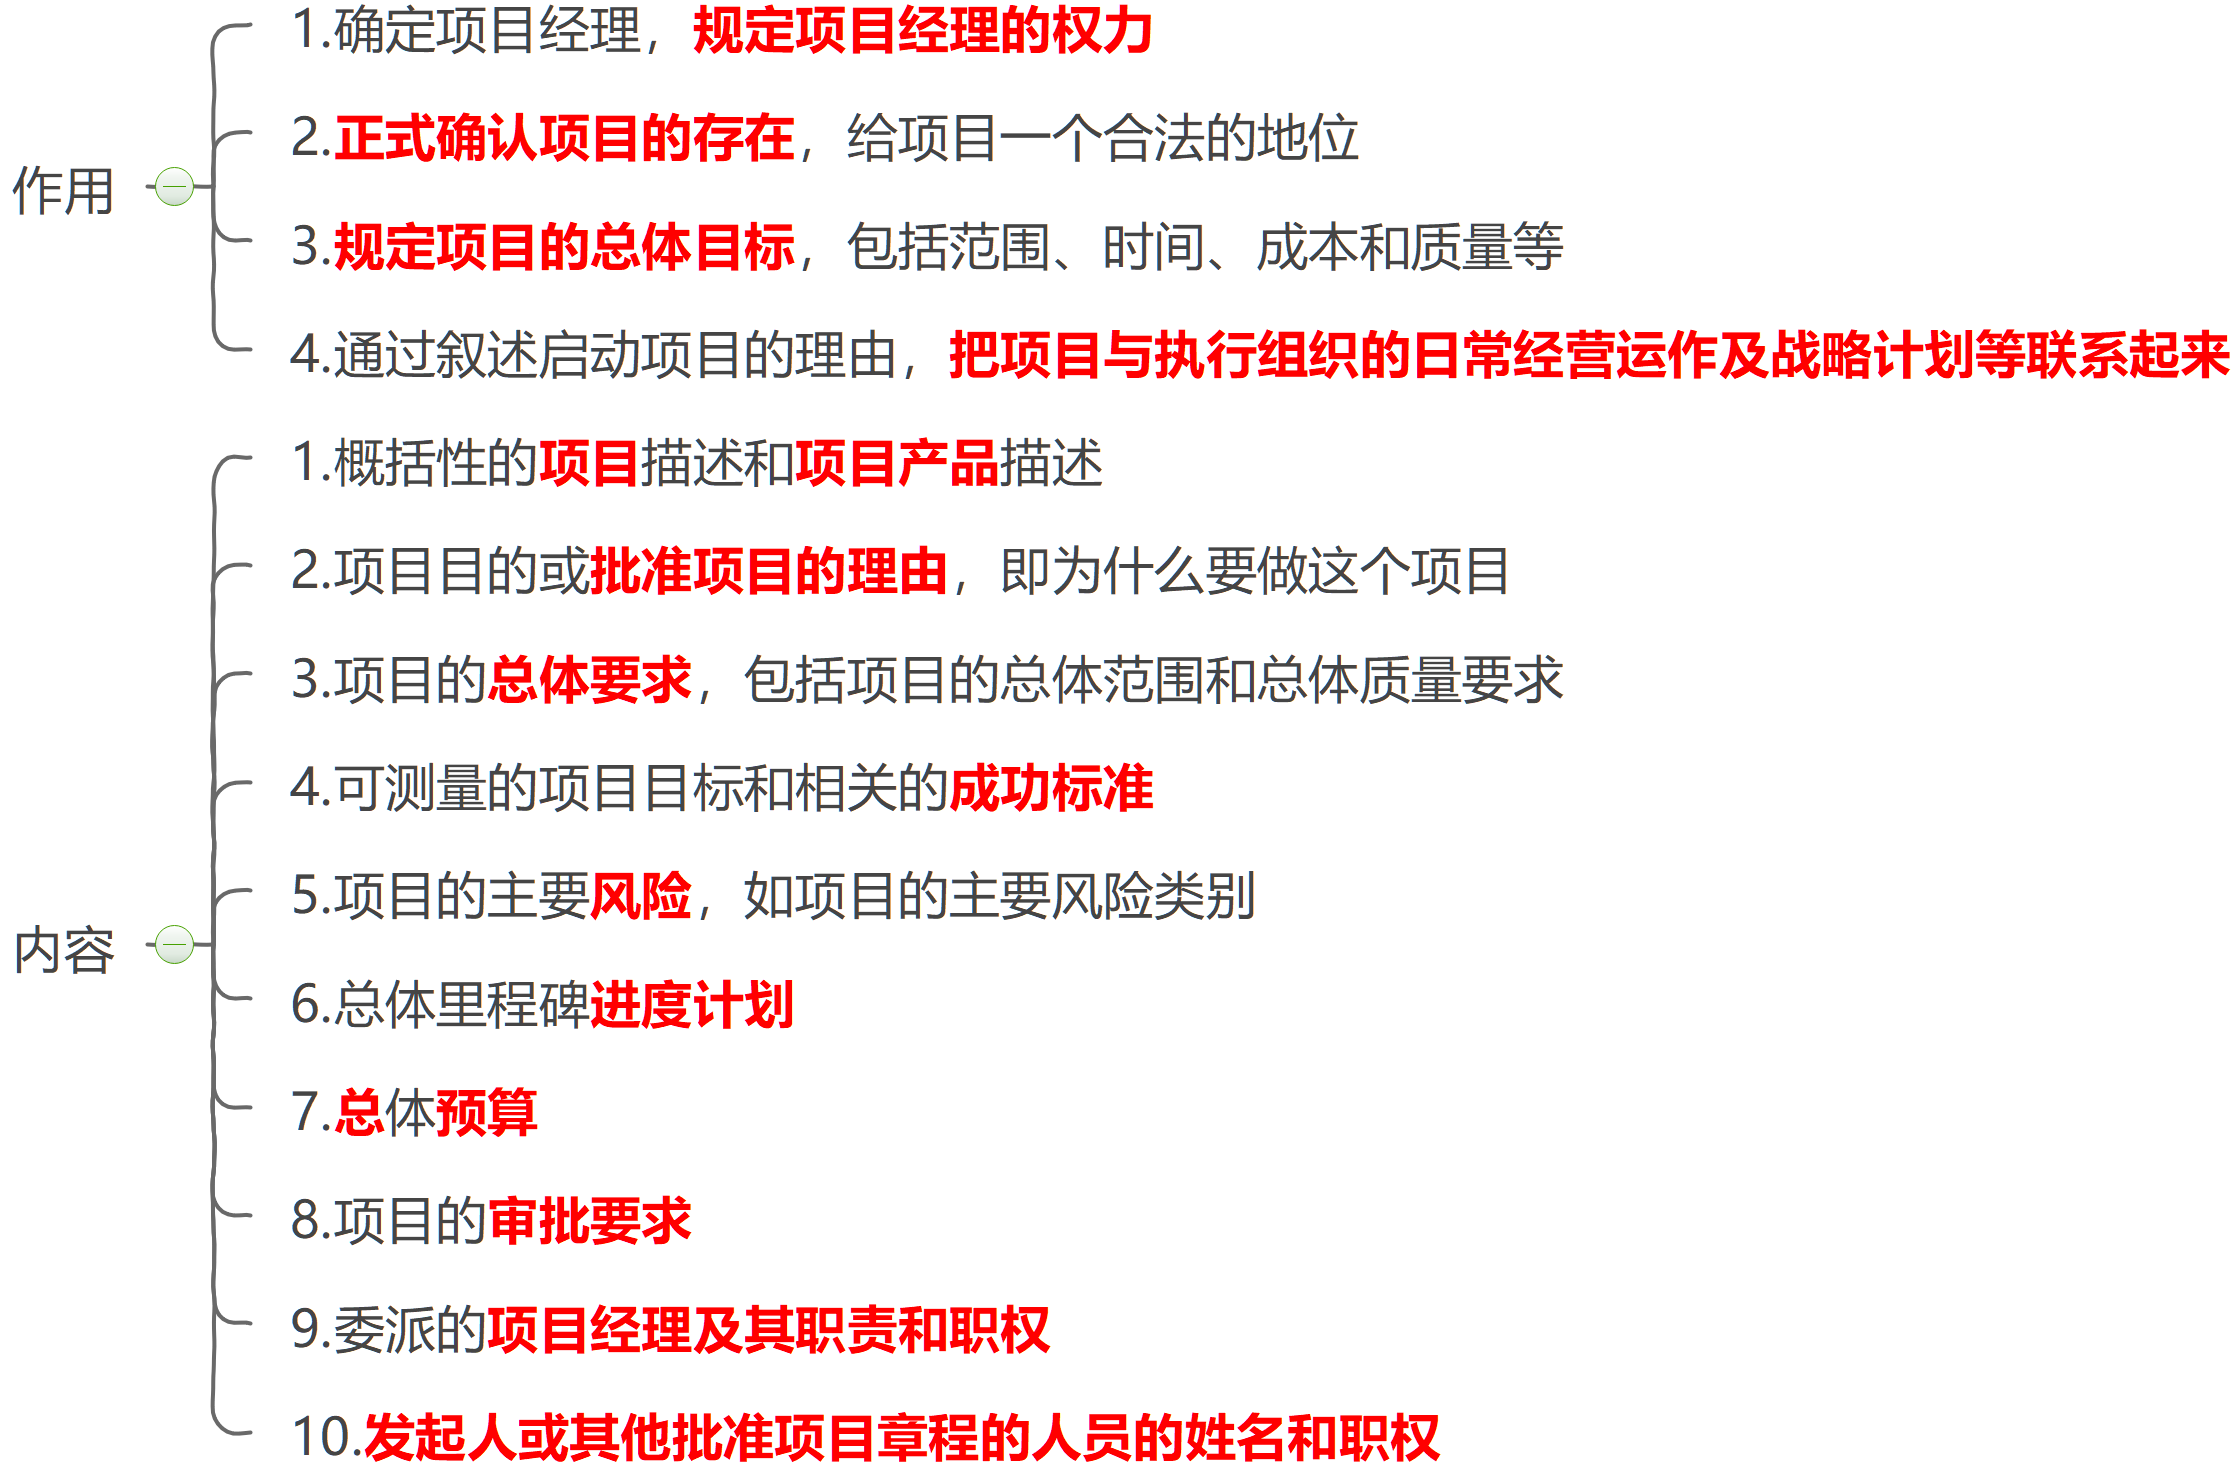 作用
1.确定项目经理，规定项目经理的权力
2.正式确认项目的存在，给项目一个合法的地位
3.规定项目的总体目标，包括范围、时间、成本和质量等
4.通过叙述启动项目的理由，把项目与执行组织的日常经营运作及战略计划等联系起来
内容
1.概括性的项目描述和项目产品描述
2.项目目的或批准项目的理由，即为什么要做这个项目
3.项目的总体要求，包括项目的总体范围和总体质量要求
4.可测量的项目目标和相关的成功标准
5.项目的主要风险，如项目的主要风险类别
6.总体里程碑进度计划
7.总体预算
8.项目的审批要求
9.委派的项目经理及其职责和职权
10.发起人或其他批准项目章程的人员的姓名和职权